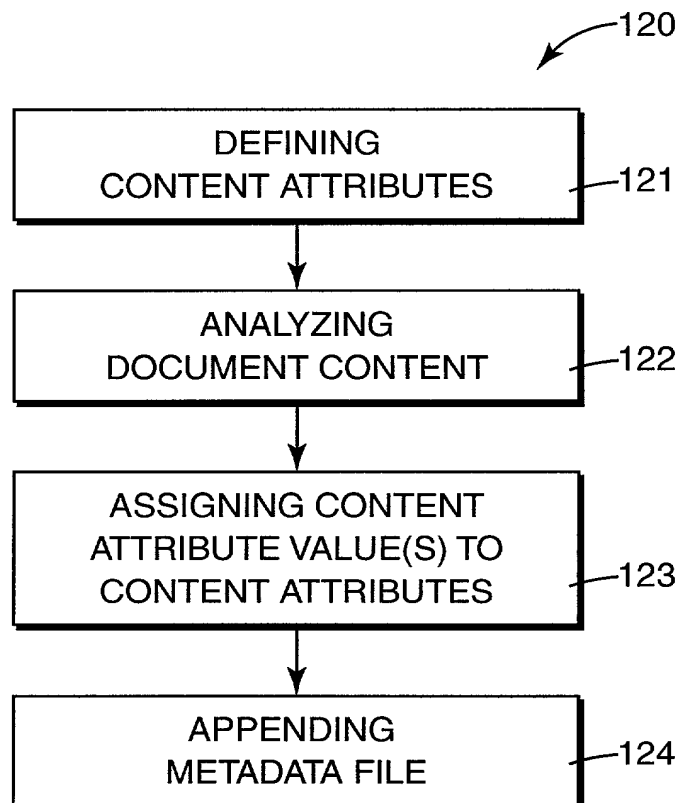 120
DEFINING
CONTENT ATTRIBUTES
121
ANALYZING
DOCUMENT CONTENT
122
ASSIGNING CONTENT
ATTRIBUTE VALUE(S) TO
CONTENT ATTRIBUTES
123
APPENDING
METADATA FILE
124